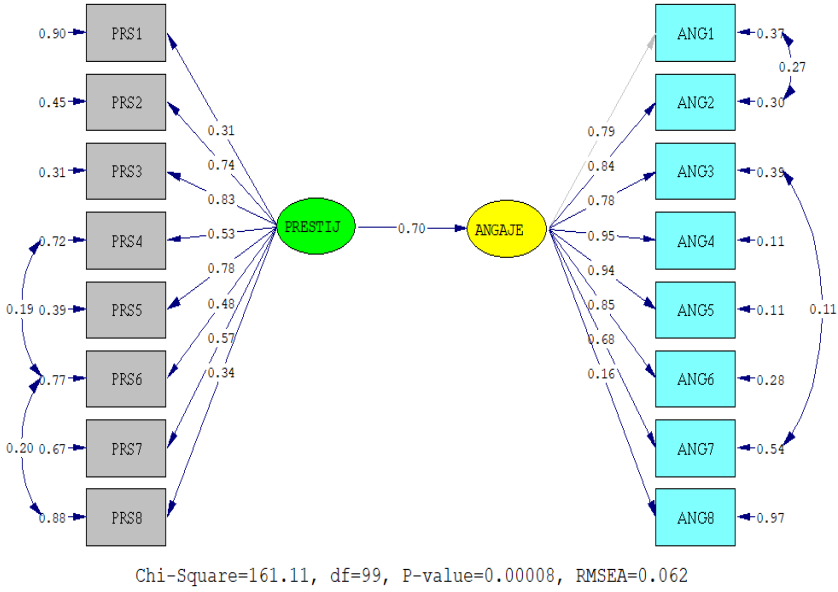 0.90 PRS1 ANG1 0.37
0.27
0.45 PRS2 ANG2 0.30
0.31 0.79
0.74 0.84
0.31 PRS3 ANG3 0.39
0.83 0.78
PRESTIJ 0.70 ANGAJE
0.72 PRS4 0.53 0.95 ANG4 0.11
0.78 0.94
0.19 0.39 PRS5 0.48 0.85 ANG5 0.11 0.11
0.57 0.68
0.77 PRS6 0.34 0.16 ANG6 0.28
0.20 0.67 PRS7 ANG7 0.54
0.88 PRS8 ANG8 0.97
Chi-Square=161.11, df=99, P-value=0.00008, RMSEA=0.062